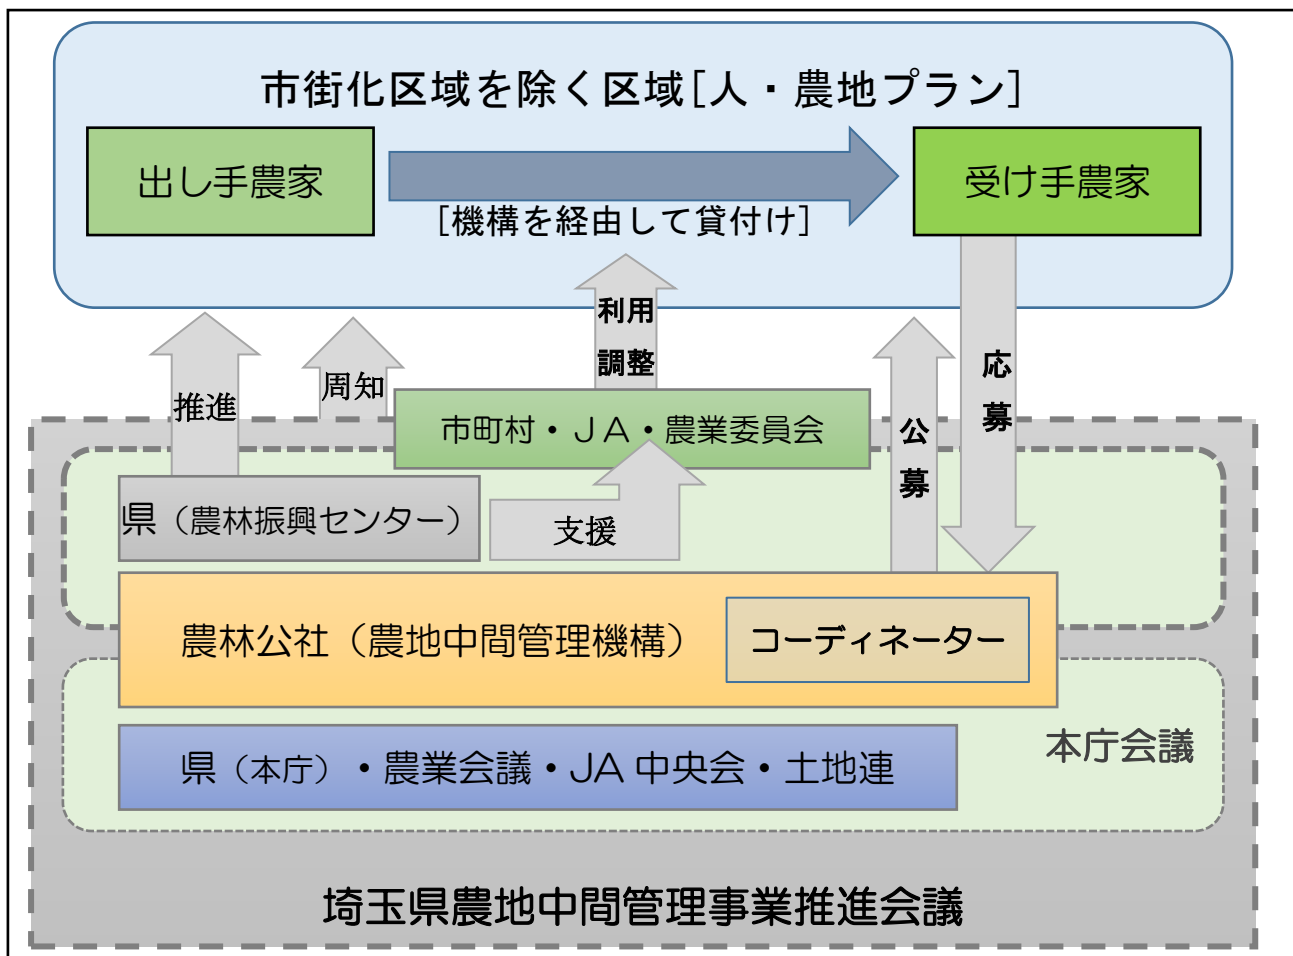 市街化区域を除く区域[人・農地プラン]
出し手農家
受け手農家
[機構を経由して貸付け]
利用
調整
推進
周知
公募
応募
市町村・ＪＡ・農業委員会
県（農林振興センター）
支援
農林公社（農地中間管理機構）
コーディネーター
本庁会議
県（本庁）・農業会議・JA中央会・土地連
埼玉県農地中間管理事業推進会議